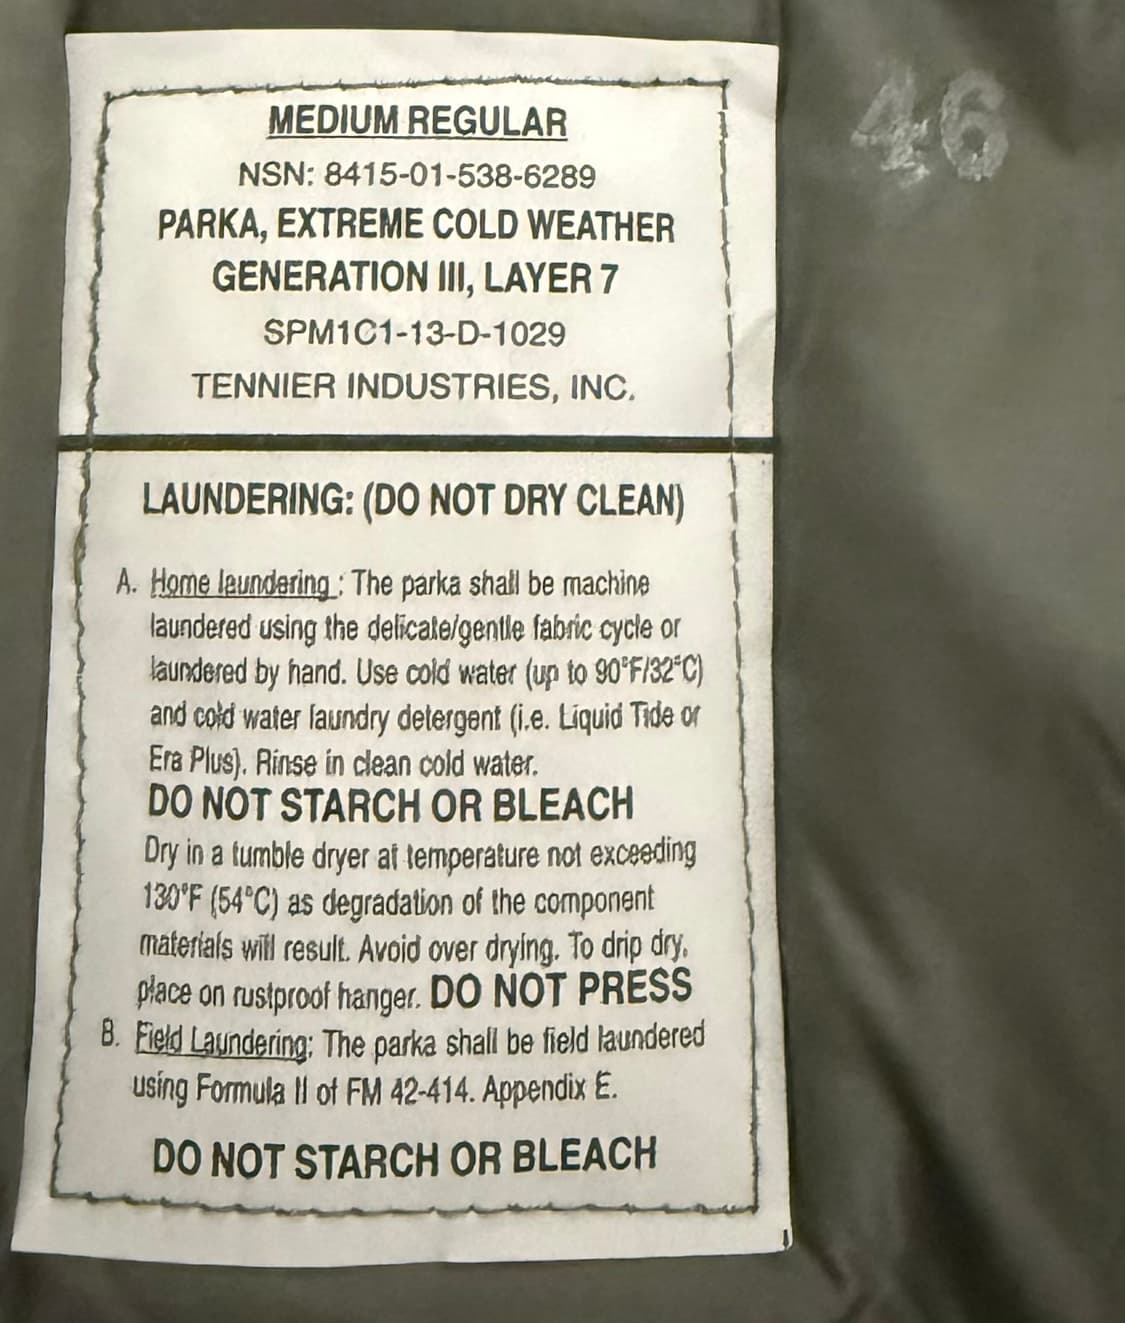 MEDIUM REGULAR
46
NSN: 8415-01-538-6289
PARKA, EXTREME COLD WEATHER
GENERATION III, LAYER 7
SPM1C1-13-D-1029
TENNIER INDUSTRIES, INC.
LAUNDERING: (DO NOT DRY CLEAN)
A. Home laundering : The parka shall be machine
laundered using the delicate/gentle fabric cycle or
laundered by hand. Use cold water (up to 90°F/32°C)
and cold water laundry detergent (i.e. Liquid Tide or
Era Plus). Rinse in clean cold water.
DO NOT STARCH OR BLEACH
Dry in a tumble dryer at temperature not exceeding
130°F (54°C) as degradation of the component
materials will result. Avoid over drying. To drip dry,
place on rustproof hanger. DO NOT PRESS
B. Field Laundering: The parka shall be field laundered
using Formula II of FM 42-414. Appendix E.
DO NOT STARCH OR BLEACH